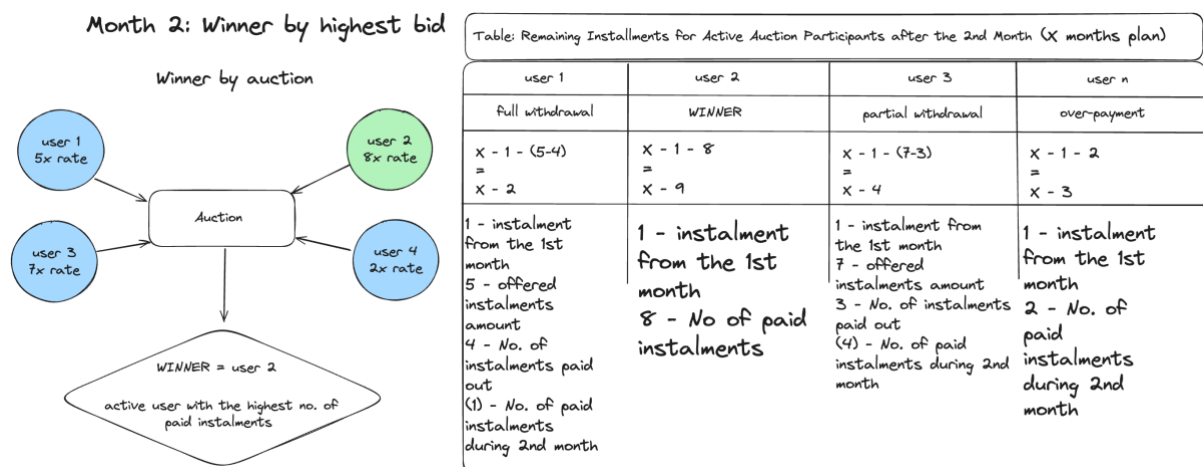 Month 2: Winner by highest bid
Winner by auction
user 1
5x rate
user 2
8x rate
Auction
user 3
7x rate
user 4
2x rate
WINNER = user 2
active user with the highest no. of
paid instalments
Table: Remaining Installments for Active Auction Participants after the 2nd Month (X months plan)
user 1
user 2
user 3
user n
full withdrawal
WINNER
partial withdrawal
over-payment
X - 1 - (5-4)
=
X - 2
X - 1 - 8
=
X - 9
X - 1 - (7-3)
=
X - 4
X - 1 - 2
=
X - 3
1 - instalment
from the 1st
month
5 - offered
instalments
amount
4 - No. of
instalments paid
out
(1) - No. of paid
instalments
during 2nd month
1 - instalment
from the 1st
month
8 - No of paid
instalments
1 - instalment from
the 1st month
7 - offered
instalments amount
3 - No. of instalments
paid out
(4) - No. of paid
instalments during 2nd
month
1 - instalment
from the 1st
month
2 - No. of
paid
instalments
during 2nd
month